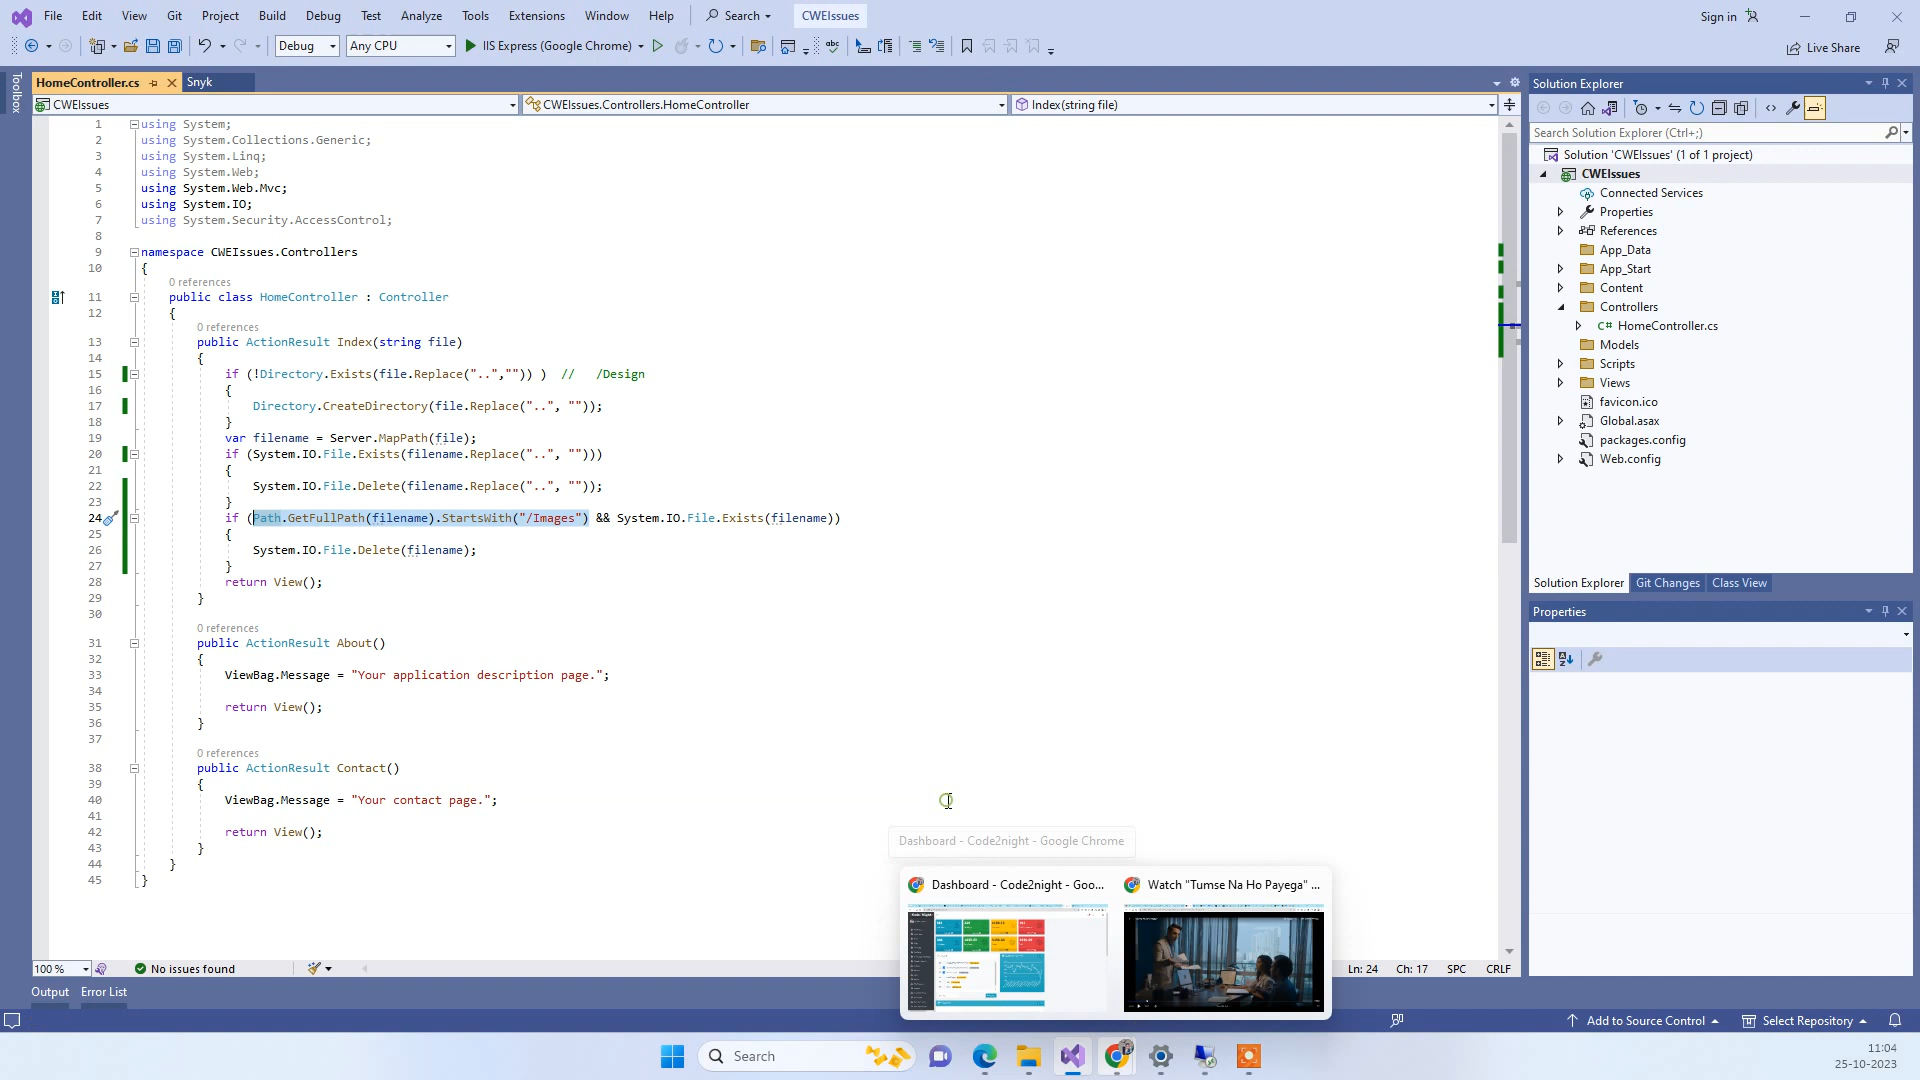 File Edit View Git Project Build Debug Test Analyze Tools Extensions Window Help Search CWEIssues Sign in
Debug Any CPU IIS Express (Google Chrome) Live Share
Toolbox
HomeController.cs Snyk
CWEIssues CWEIssues.Controllers.HomeController Index(string file)
1 using System;
2 using System.Collections.Generic;
3 using System.Linq;
4 using System.Web;
5 using System.Web.Mvc;
6 using System.IO;
7 using System.Security.AccessControl;
8
9 namespace CWEIssues.Controllers
10 {
0 references
11 public class HomeController : Controller
12 {
0 references
13 public ActionResult Index(string file)
14 {
15 if (!Directory.Exists(file.Replace("..","")) ) // /Design
16 {
17 Directory.CreateDirectory(file.Replace("..", ""));
18 }
19 var filename = Server.MapPath(file);
20 if (System.IO.File.Exists(filename.Replace("..", "")))
21 {
22 System.IO.File.Delete(filename.Replace("..", ""));
23 }
24 if (Path.GetFullPath(filename).StartsWith("/Images") && System.IO.File.Exists(filename))
25 {
26 System.IO.File.Delete(filename);
27 }
28 return View();
29 }
30
0 references
31 public ActionResult About()
32 {
33 ViewBag.Message = "Your application description page.";
34
35 return View();
36 }
37
0 references
38 public ActionResult Contact()
39 {
40 ViewBag.Message = "Your contact page.";
41
42 return View();
43 }
44 }
45 }
Dashboard - Code2night - Google Chrome
Dashboard - Code2night - Goo... Watch "Tumse Na Ho Payega" ...
100 % No issues found Ln: 24 Ch: 17 SPC CRLF
Output Error List
Solution Explorer
Search Solution Explorer (Ctrl+;)
Solution 'CWEIssues' (1 of 1 project)
CWEIssues
Connected Services
Properties
References
App_Data
App_Start
Content
Controllers
C# HomeController.cs
Models
Scripts
Views
favicon.ico
Global.asax
packages.config
Web.config
Solution Explorer Git Changes Class View
Properties
Add to Source Control Select Repository
Search
11:04
25-10-2023